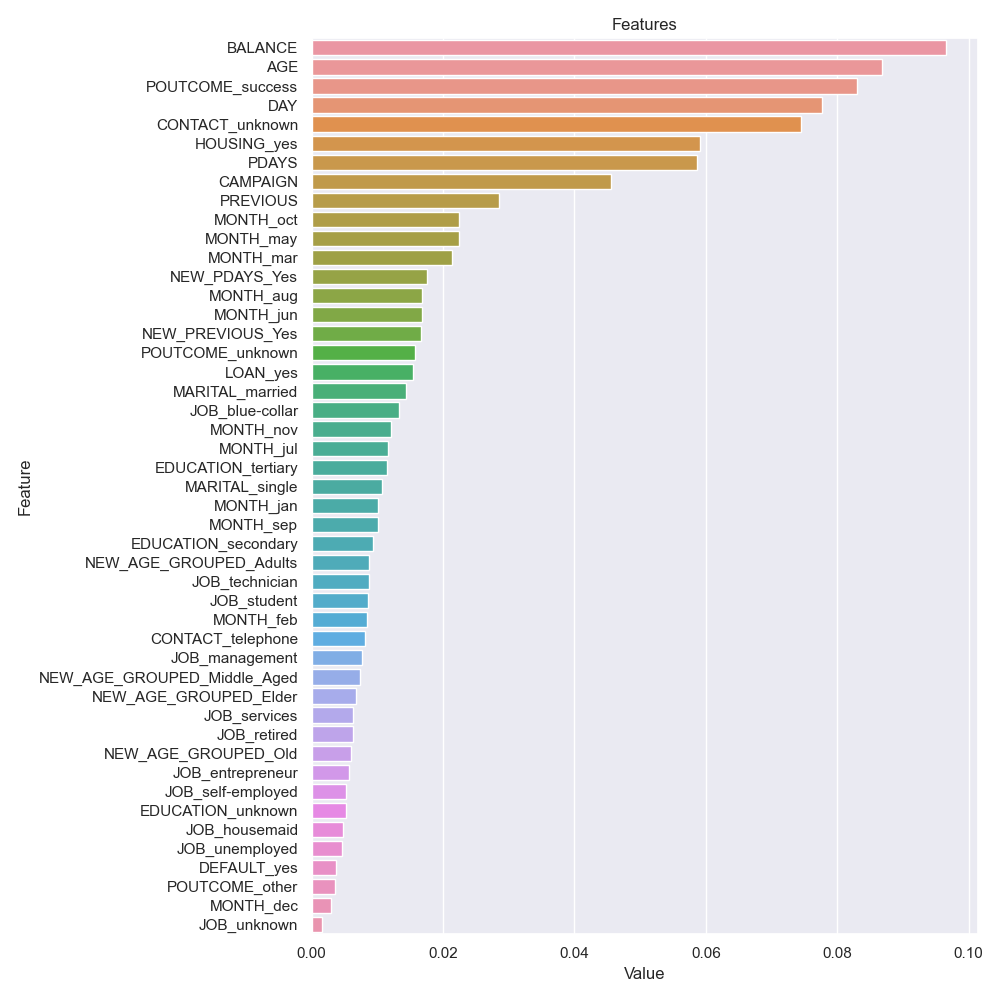 Features
BALANCE
AGE
POUTCOME_success
DAY
CONTACT_unknown
HOUSING_yes
PDAYS
CAMPAIGN
PREVIOUS
MONTH_oct
MONTH_may
MONTH_mar
NEW_PDAYS_Yes
MONTH_aug
MONTH_jun
NEW_PREVIOUS_Yes
POUTCOME_unknown
LOAN_yes
MARITAL_married
JOB_blue-collar
MONTH_nov
MONTH_jul
EDUCATION_tertiary
MARITAL_single
MONTH_jan
MONTH_sep
EDUCATION_secondary
NEW_AGE_GROUPED_Adults
JOB_technician
JOB_student
MONTH_feb
CONTACT_telephone
JOB_management
NEW_AGE_GROUPED_Middle_Aged
NEW_AGE_GROUPED_Elder
JOB_services
JOB_retired
NEW_AGE_GROUPED_Old
JOB_entrepreneur
JOB_self-employed
EDUCATION_unknown
JOB_housemaid
JOB_unemployed
DEFAULT_yes
POUTCOME_other
MONTH_dec
JOB_unknown
Feature
0.00 0.02 0.04 0.06 0.08 0.10
Value